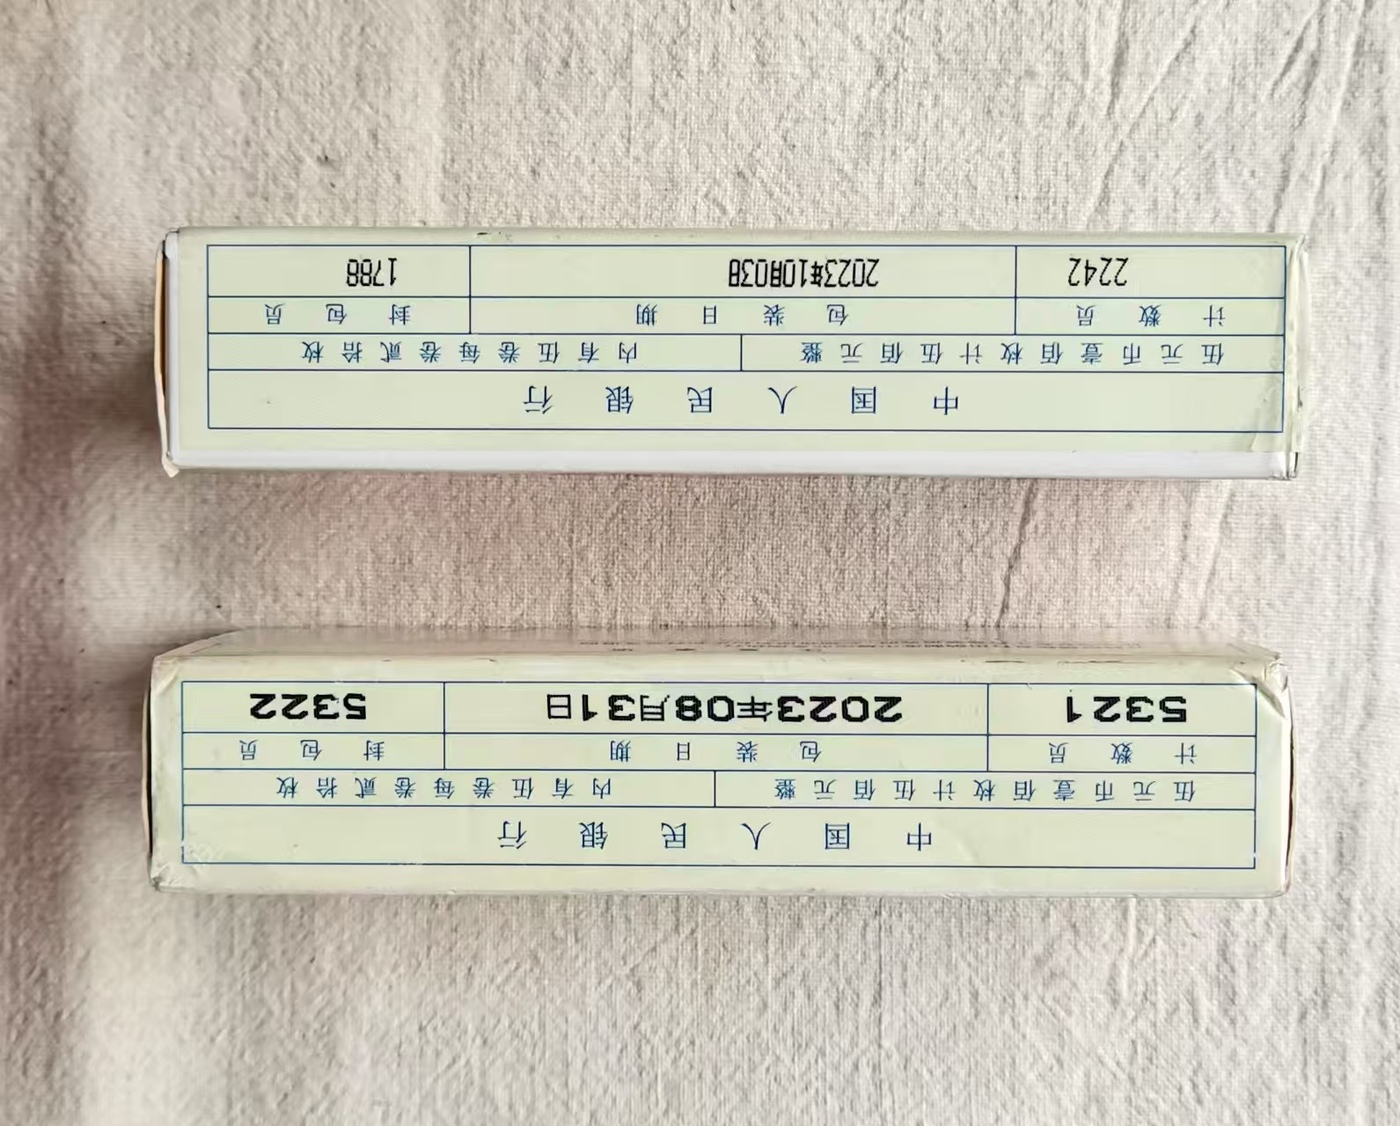 中国人民银行
伍元币壹佰枚计伍佰元整 内有伍卷每卷贰拾枚
计数员 包装日期 封包员
5321 2023年08月31日 5322
中国人民银行
伍元币壹佰枚计伍佰元整 内有伍卷每卷贰拾枚
计数员 包装日期 封包员
2242 2023年10月03日 1788